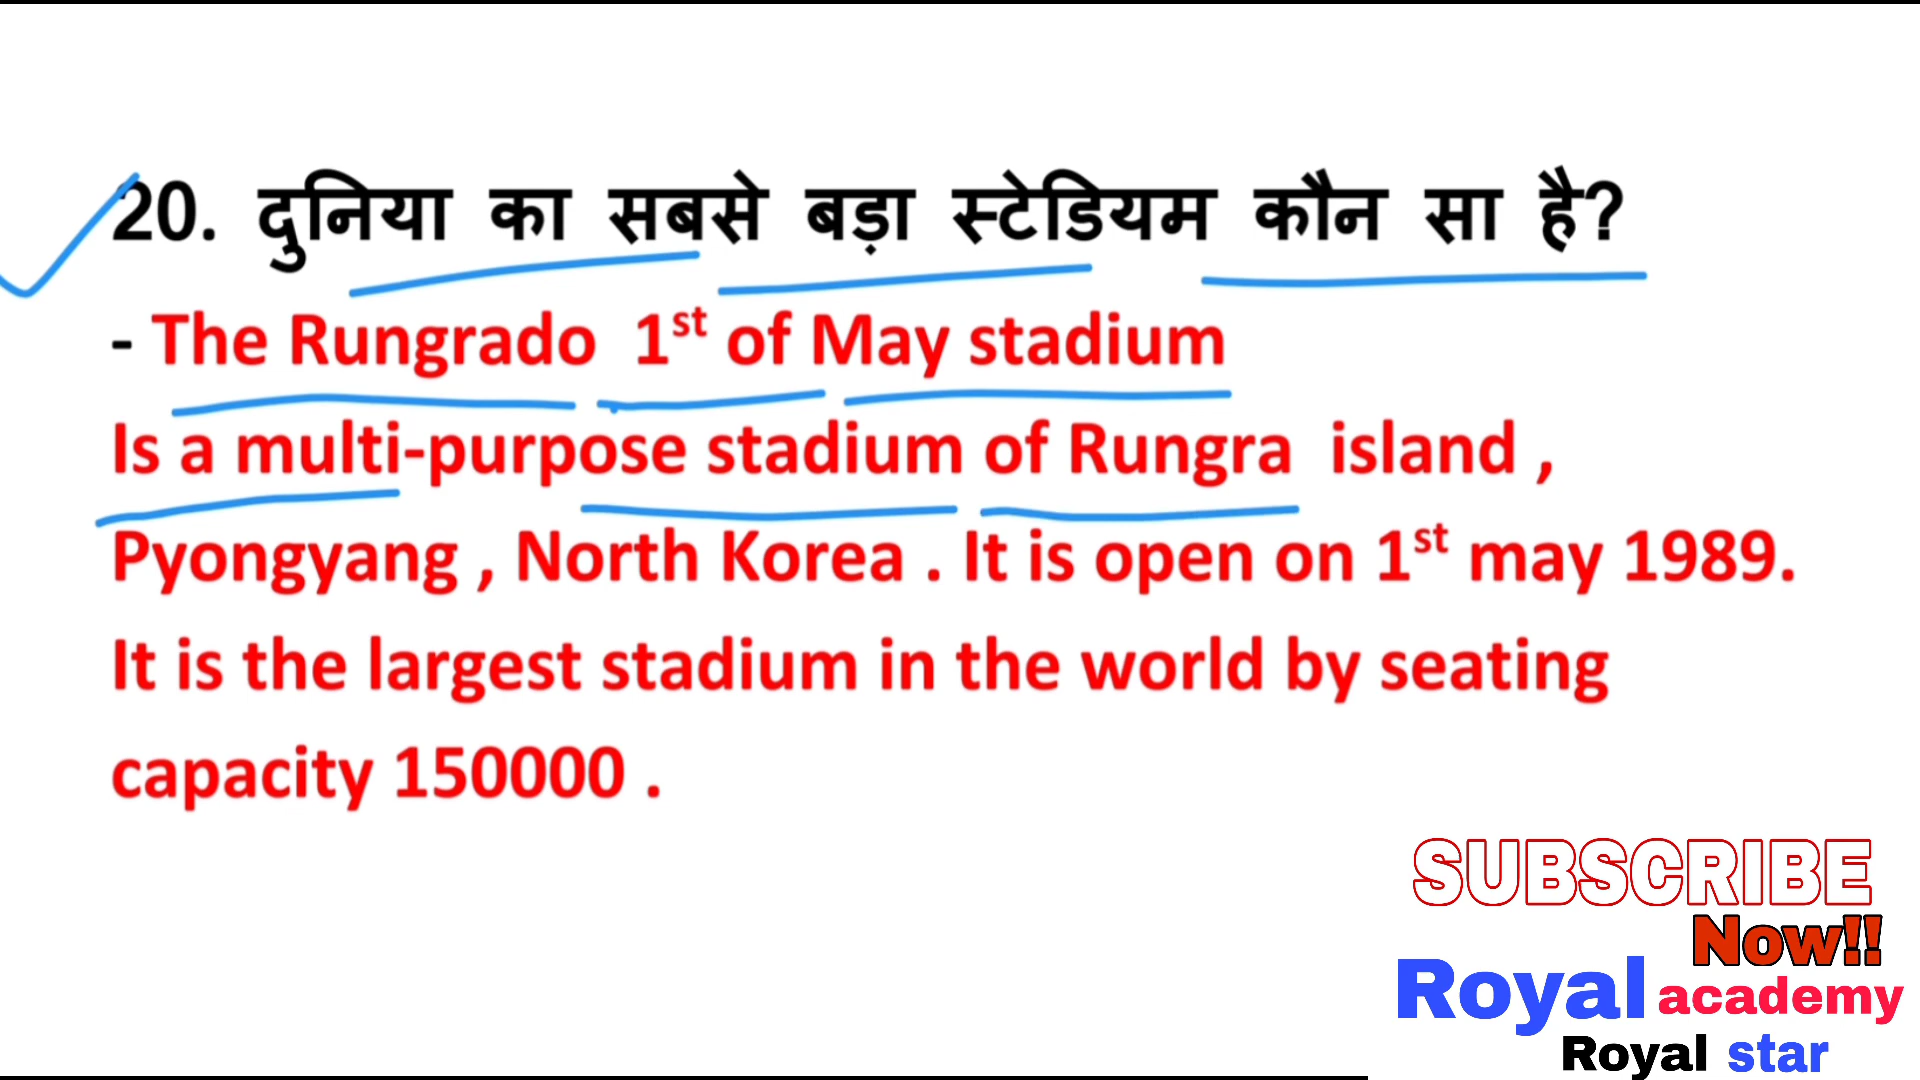 20. दुनिया का सबसे बड़ा स्टेडियम कौन सा है?
- The Rungrado 1st of May stadium
Is a multi-purpose stadium of Rungra island ,
Pyongyang , North Korea . It is open on 1st may 1989.
It is the largest stadium in the world by seating
capacity 150000 .
SUBSCRIBE
Now!!
Royal academy
Royal star